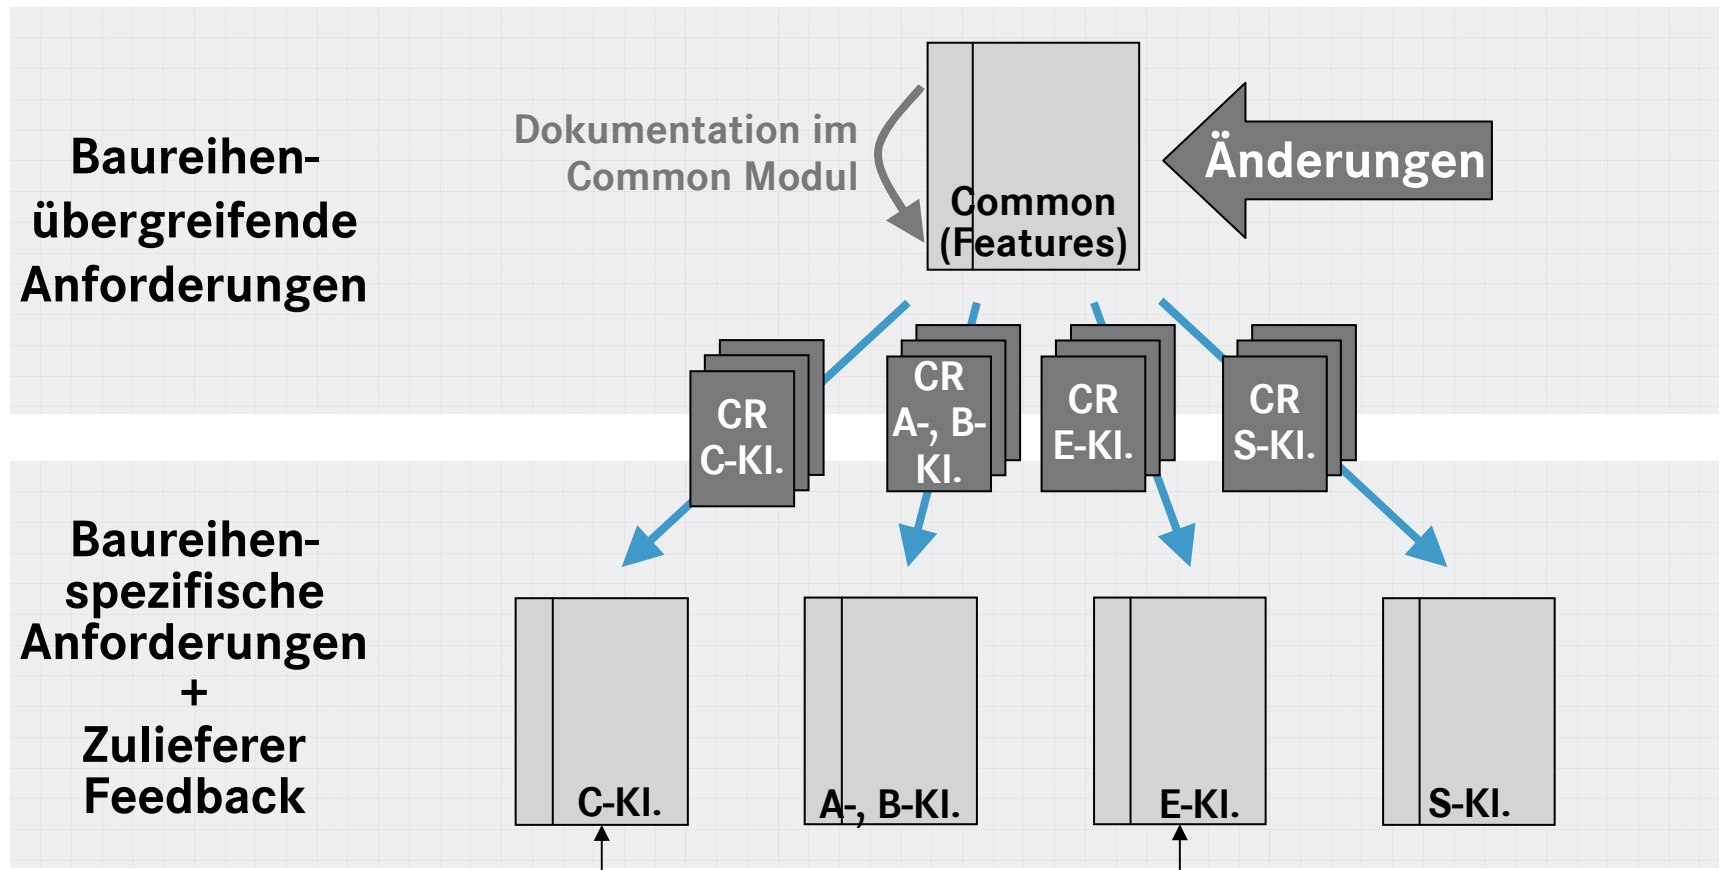 Baureihen-
übergreifende
Anforderungen
Dokumentation im
Common Modul
Common
(Features)
Änderungen
CR
C-Kl.
CR
A-, B-
Kl.
CR
E-Kl.
CR
S-Kl.
Baureihen-
spezifische
Anforderungen
+
Zulieferer
Feedback
C-Kl.
A-, B-Kl.
E-Kl.
S-Kl.